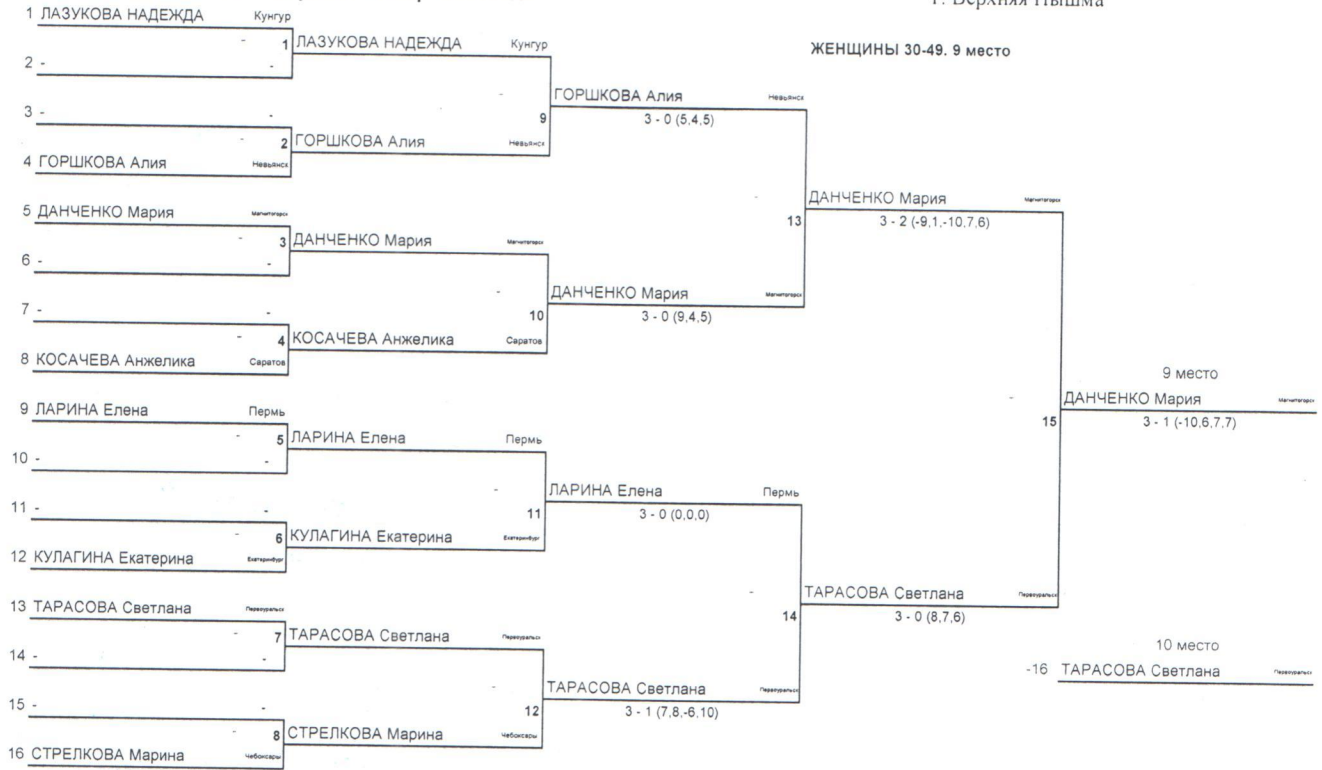 г. Верхняя Пышма
ЖЕНЩИНЫ 30-49. 9 место
1 ЛАЗУКОВА НАДЕЖДА Кунгур
1 ЛАЗУКОВА НАДЕЖДА Кунгур
2 -
ГОРШКОВА Алия Невьянск
3 - 0 (5,4,5)
3 -
9
2 ГОРШКОВА Алия Невьянск
4 ГОРШКОВА Алия Невьянск
ДАНЧЕНКО Мария Магнитогорск
3 - 2 (-9,1,-10,7,6)
5 ДАНЧЕНКО Мария Магнитогорск
13
3 ДАНЧЕНКО Мария Магнитогорск
6 -
ДАНЧЕНКО Мария Магнитогорск
3 - 0 (9,4,5)
7 -
10
4 КОСАЧЕВА Анжелика Саратов
8 КОСАЧЕВА Анжелика Саратов
9 место
ДАНЧЕНКО Мария Магнитогорск
3 - 1 (-10,6,7,7)
9 ЛАРИНА Елена Пермь
15
5 ЛАРИНА Елена Пермь
10 -
ЛАРИНА Елена Пермь
3 - 0 (0,0,0)
11 -
11
6 КУЛАГИНА Екатерина Екатеринбург
12 КУЛАГИНА Екатерина Екатеринбург
ТАРАСОВА Светлана Первоуральск
3 - 0 (8,7,6)
13 ТАРАСОВА Светлана Первоуральск
14
7 ТАРАСОВА Светлана Первоуральск
14 -
10 место
-16 ТАРАСОВА Светлана Первоуральск
ТАРАСОВА Светлана Первоуральск
3 - 1 (7,8,-6,10)
15 -
12
8 СТРЕЛКОВА Марина Чебоксары
16 СТРЕЛКОВА Марина Чебоксары